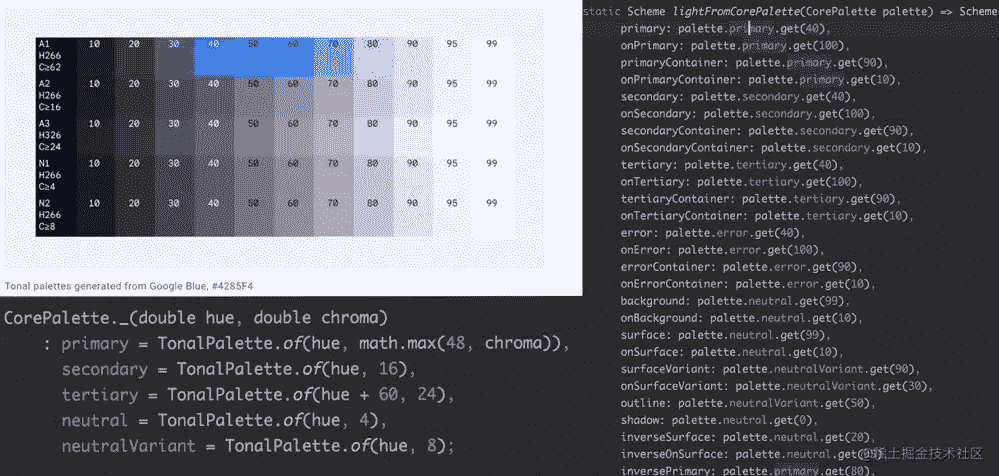 A1 10 20 30 40 50 60 70 80 90 95 99
H266
C≥62
A2 10 20 30 40 50 60 70 80 90 95 99
H266
C≥16
A3 10 20 30 40 50 60 70 80 90 95 99
H326
C≥24
N1 10 20 30 40 50 60 70 80 90 95 99
H266
C≥4
N2 10 20 30 40 50 60 70 80 90 95 99
H266
C≥8
Tonal palettes generated from Google Blue, #4285F4
CorePalette._(double hue, double chroma)
: primary = TonalPalette.of(hue, math.max(48, chroma)),
secondary = TonalPalette.of(hue, 16),
tertiary = TonalPalette.of(hue + 60, 24),
neutral = TonalPalette.of(hue, 4),
neutralVariant = TonalPalette.of(hue, 8);
static Scheme lightFromCorePalette(CorePalette palette) => Scheme
primary: palette.primary.get(40),
onPrimary: palette.primary.get(100),
primaryContainer: palette.primary.get(90),
onPrimaryContainer: palette.primary.get(10),
secondary: palette.secondary.get(40),
onSecondary: palette.secondary.get(100),
secondaryContainer: palette.secondary.get(90),
onSecondaryContainer: palette.secondary.get(10),
tertiary: palette.tertiary.get(40),
onTertiary: palette.tertiary.get(100),
tertiaryContainer: palette.tertiary.get(90),
onTertiaryContainer: palette.tertiary.get(10),
error: palette.error.get(40),
onError: palette.error.get(100),
errorContainer: palette.error.get(90),
onErrorContainer: palette.error.get(10),
background: palette.neutral.get(99),
onBackground: palette.neutral.get(10),
surface: palette.neutral.get(99),
onSurface: palette.neutral.get(10),
surfaceVariant: palette.neutralVariant.get(90),
onSurfaceVariant: palette.neutralVariant.get(30),
outline: palette.neutralVariant.get(50),
shadow: palette.neutral.get(0),
inverseSurface: palette.neutral.get(20),
inverseOnSurface: palette.neutral
@稀土掘金技术社区
inversePrimary: palette.primary.get(80)